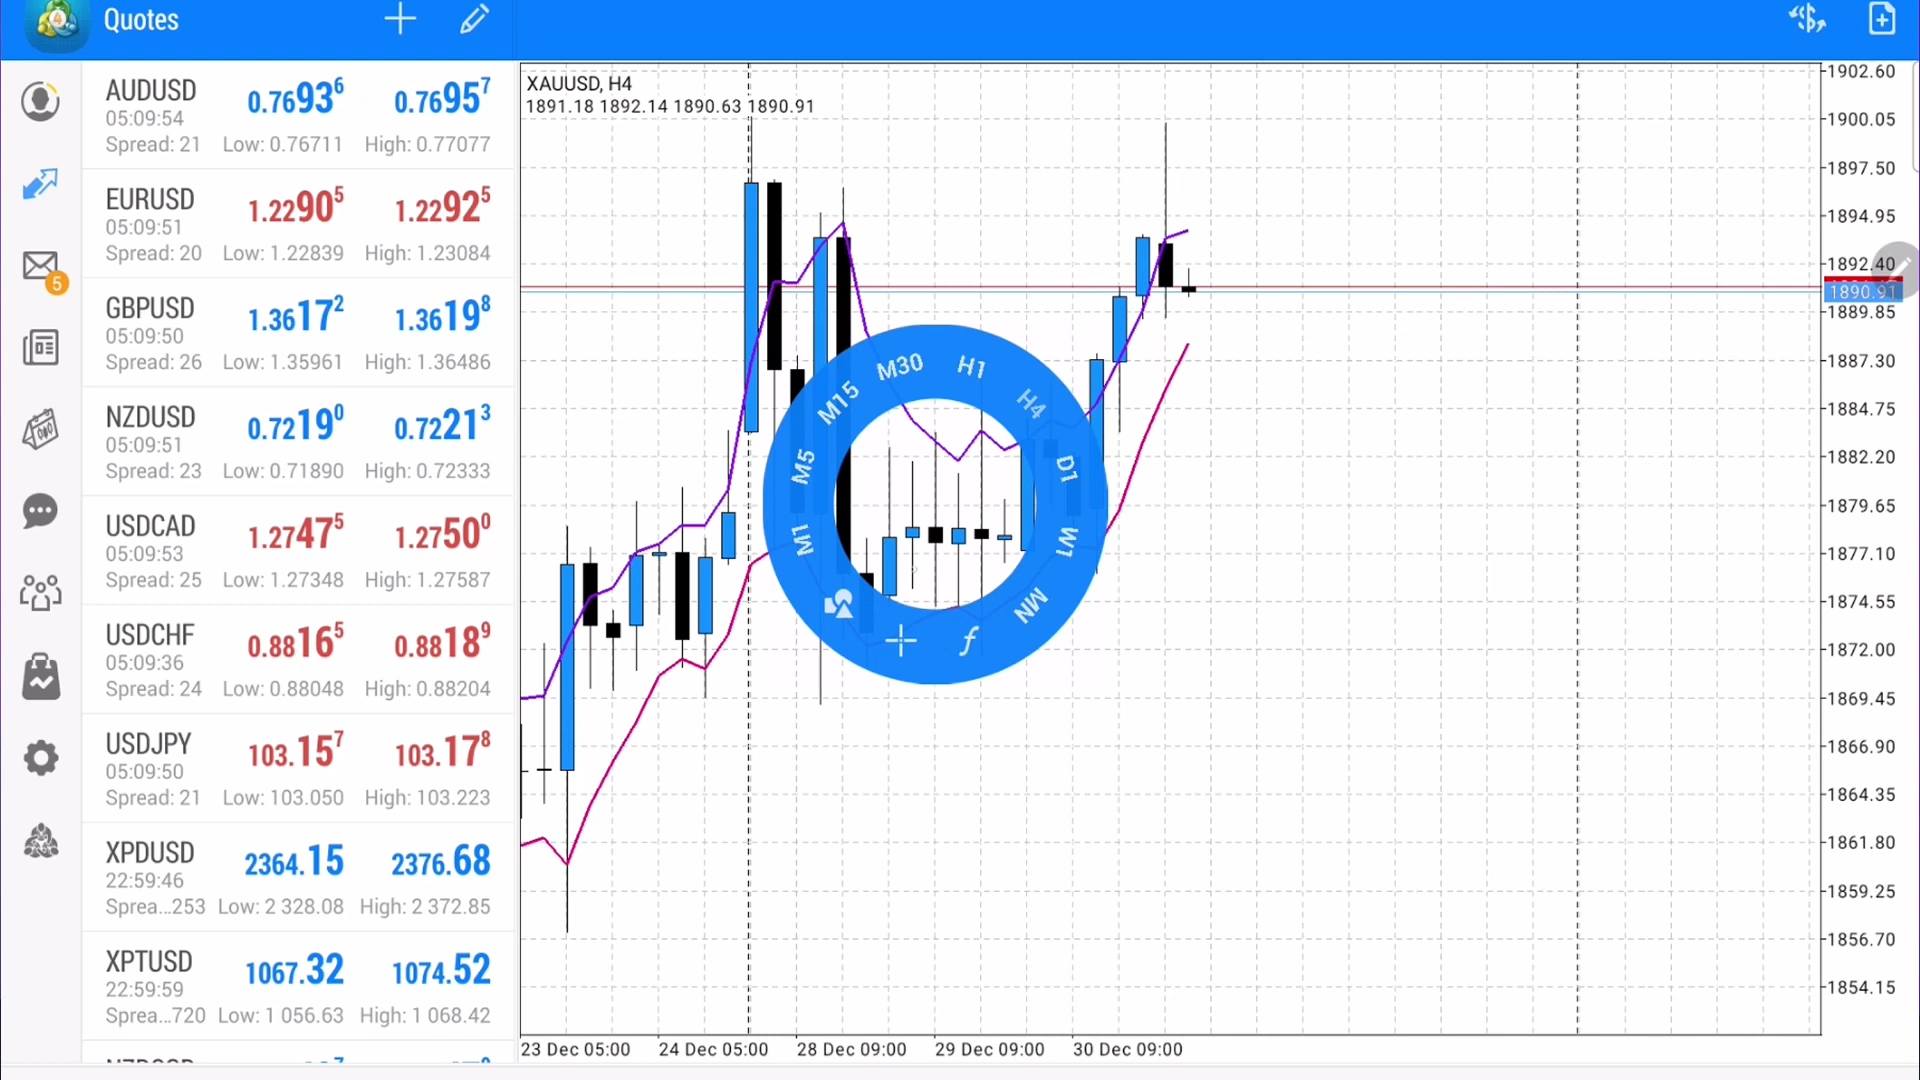 Quotes
AUDUSD 0.76936 0.76957
05:09:54
Spread: 21 Low: 0.76711 High: 0.77077
EURUSD 1.22905 1.22925
05:09:51
Spread: 20 Low: 1.22839 High: 1.23084
GBPUSD 1.36172 1.36198
05:09:50
Spread: 26 Low: 1.35961 High: 1.36486
NZDUSD 0.72190 0.72213
05:09:51
Spread: 23 Low: 0.71890 High: 0.72333
USDCAD 1.27475 1.27500
05:09:53
Spread: 25 Low: 1.27348 High: 1.27587
USDCHF 0.88165 0.88189
05:09:36
Spread: 24 Low: 0.88048 High: 0.88204
USDJPY 103.157 103.178
05:09:50
Spread: 21 Low: 103.050 High: 103.223
XPDUSD 2364.15 2376.68
22:59:46
Sprea...253 Low: 2 328.08 High: 2 372.85
XPTUSD 1067.32 1074.52
22:59:59
Sprea...720 Low: 1 056.63 High: 1 068.42
5
4
XAUUSD, H4
1891.18 1892.14 1890.63 1890.91
M1
M5
M15
M30
H1
H4
D1
W1
MN
f
1902.60
1900.05
1897.50
1894.95
1892.40
1890.91
1889.85
1887.30
1884.75
1882.20
1879.65
1877.10
1874.55
1872.00
1869.45
1866.90
1864.35
1861.80
1859.25
1856.70
1854.15
23 Dec 05:00 24 Dec 05:00 28 Dec 09:00 29 Dec 09:00 30 Dec 09:00